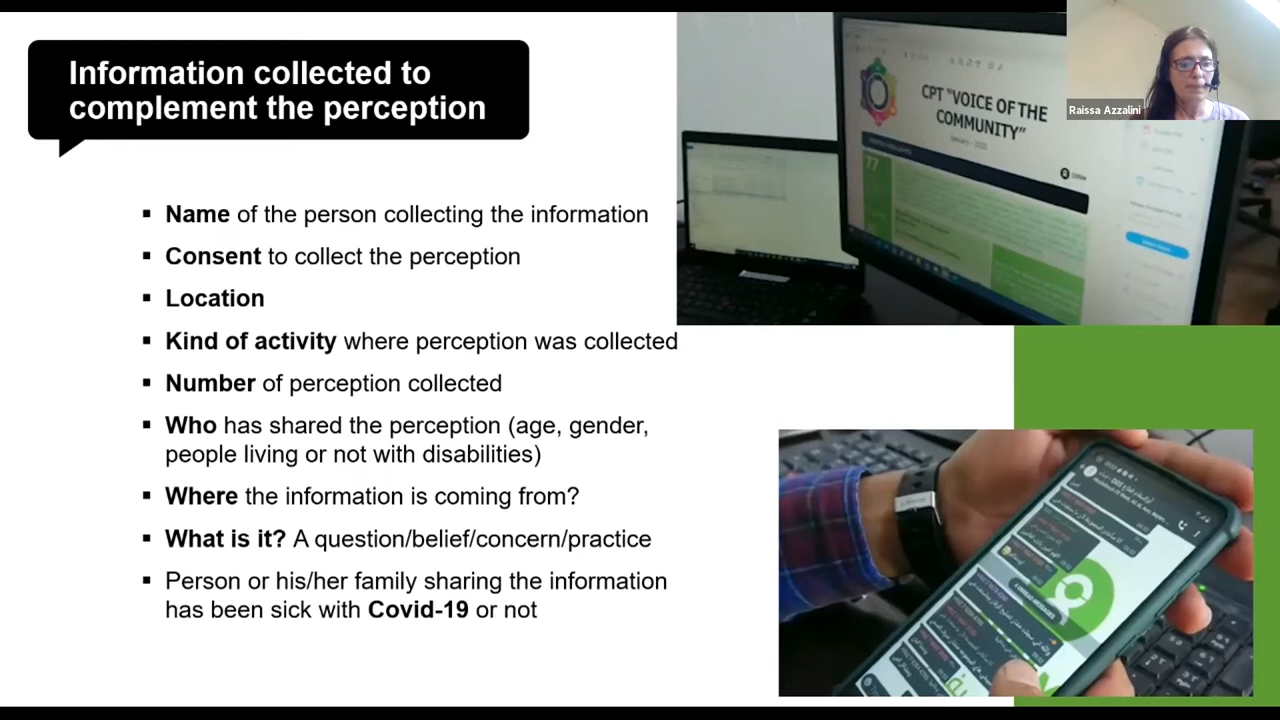 Information collected to
complement the perception
▪ Name of the person collecting the information
▪ Consent to collect the perception
▪ Location
▪ Kind of activity where perception was collected
▪ Number of perception collected
▪ Who has shared the perception (age, gender,
people living or not with disabilities)
▪ Where the information is coming from?
▪ What is it? A question/belief/concern/practice
▪ Person or his/her family sharing the information
has been sick with Covid-19 or not
CPT "VOICE OF THE
COMMUNITY"
77
Raissa Azzalini